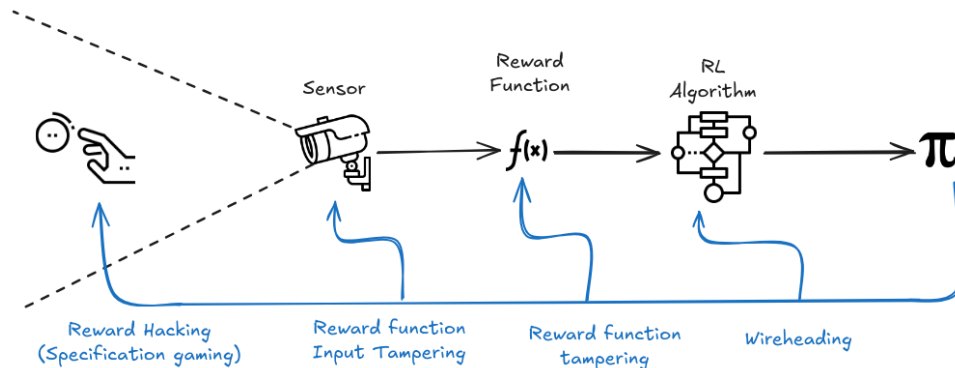 Sensor
Reward
Function
RL
Algorithm
f(x)
π
Reward Hacking
(Specification gaming)
Reward function
Input Tampering
Reward function
tampering
Wireheading